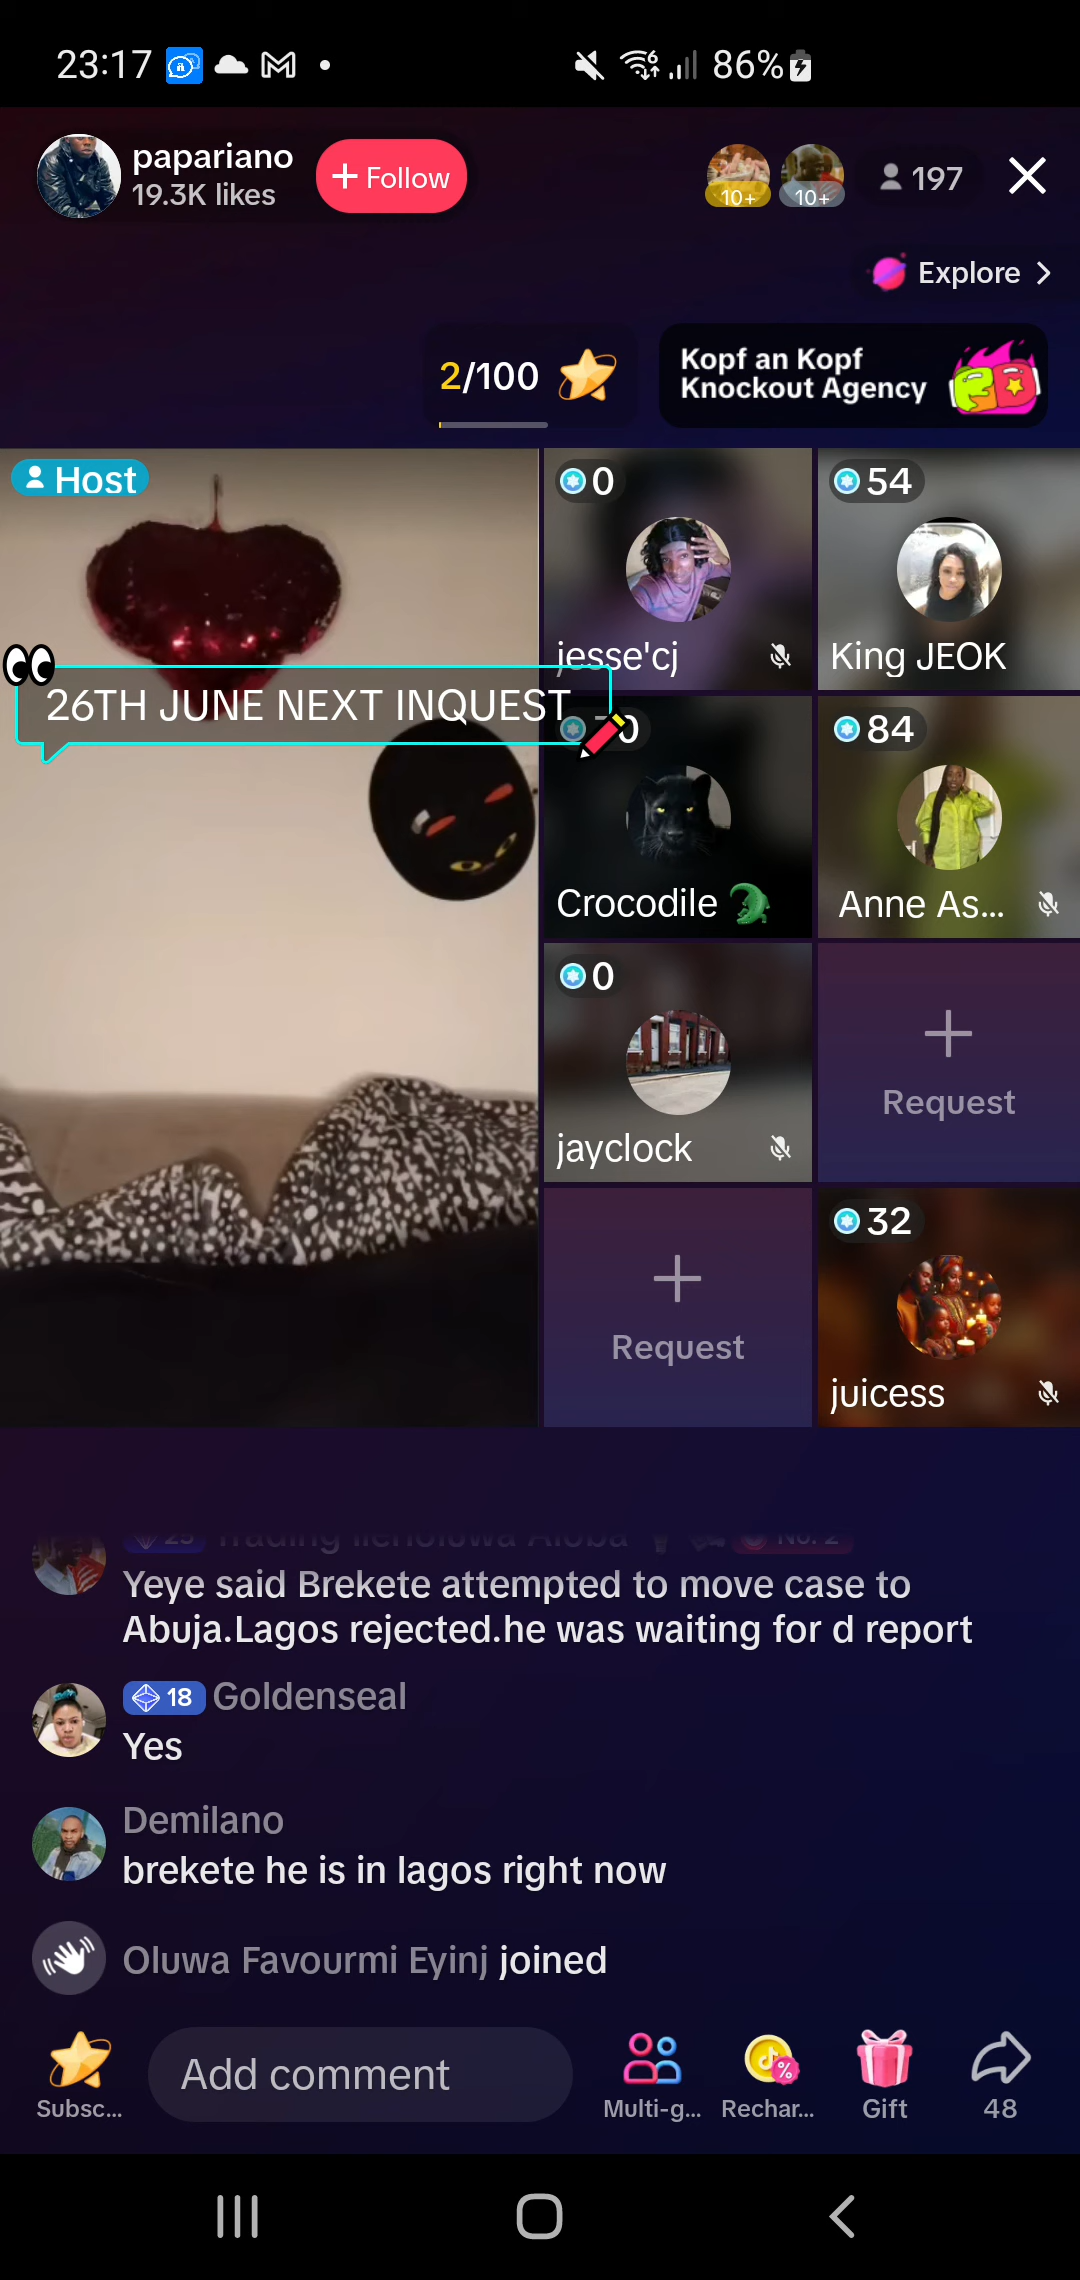 23:17
86%
papariano
19.3K likes
+ Follow
10+
10+
197
Explore
2/100
Kopf an Kopf
Knockout Agency
Host
0
jesse'cj
54
King JEOK
26TH JUNE NEXT INQUEST
Crocodile
84
Anne As...
0
jayclock
Request
Request
32
juicess
25
No. 2
Yeye said Brekete attempted to move case to
Abuja.Lagos rejected.he was waiting for d report
18 Goldenseal
Yes
Demilano
brekete he is in lagos right now
Oluwa Favourmi Eyinj joined
Subsc...
Add comment
Multi-g...
Rechar...
Gift
48